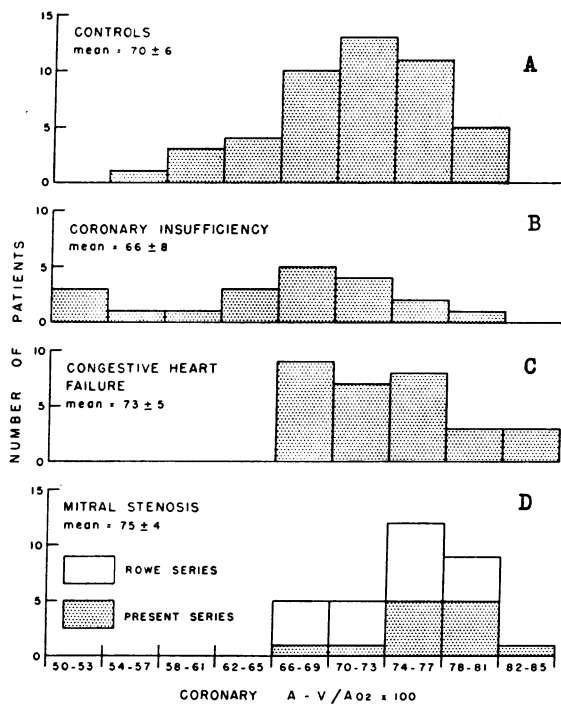 15
10
5
0
CONTROLS
mean = 70 ± 6
A
10
5
0
CORONARY INSUFFICIENCY
mean = 66 ± 8
B
10
5
0
CONGESTIVE HEART
FAILURE
mean = 73 ± 5
C
15
10
5
0
MITRAL STENOSIS
mean = 75 ± 4
D
ROWE SERIES
PRESENT SERIES
NUMBER OF PATIENTS
50-53 54-57 58-61 62-65 66-69 70-73 74-77 78-81 82-85
CORONARY A - V / AO2 x 100